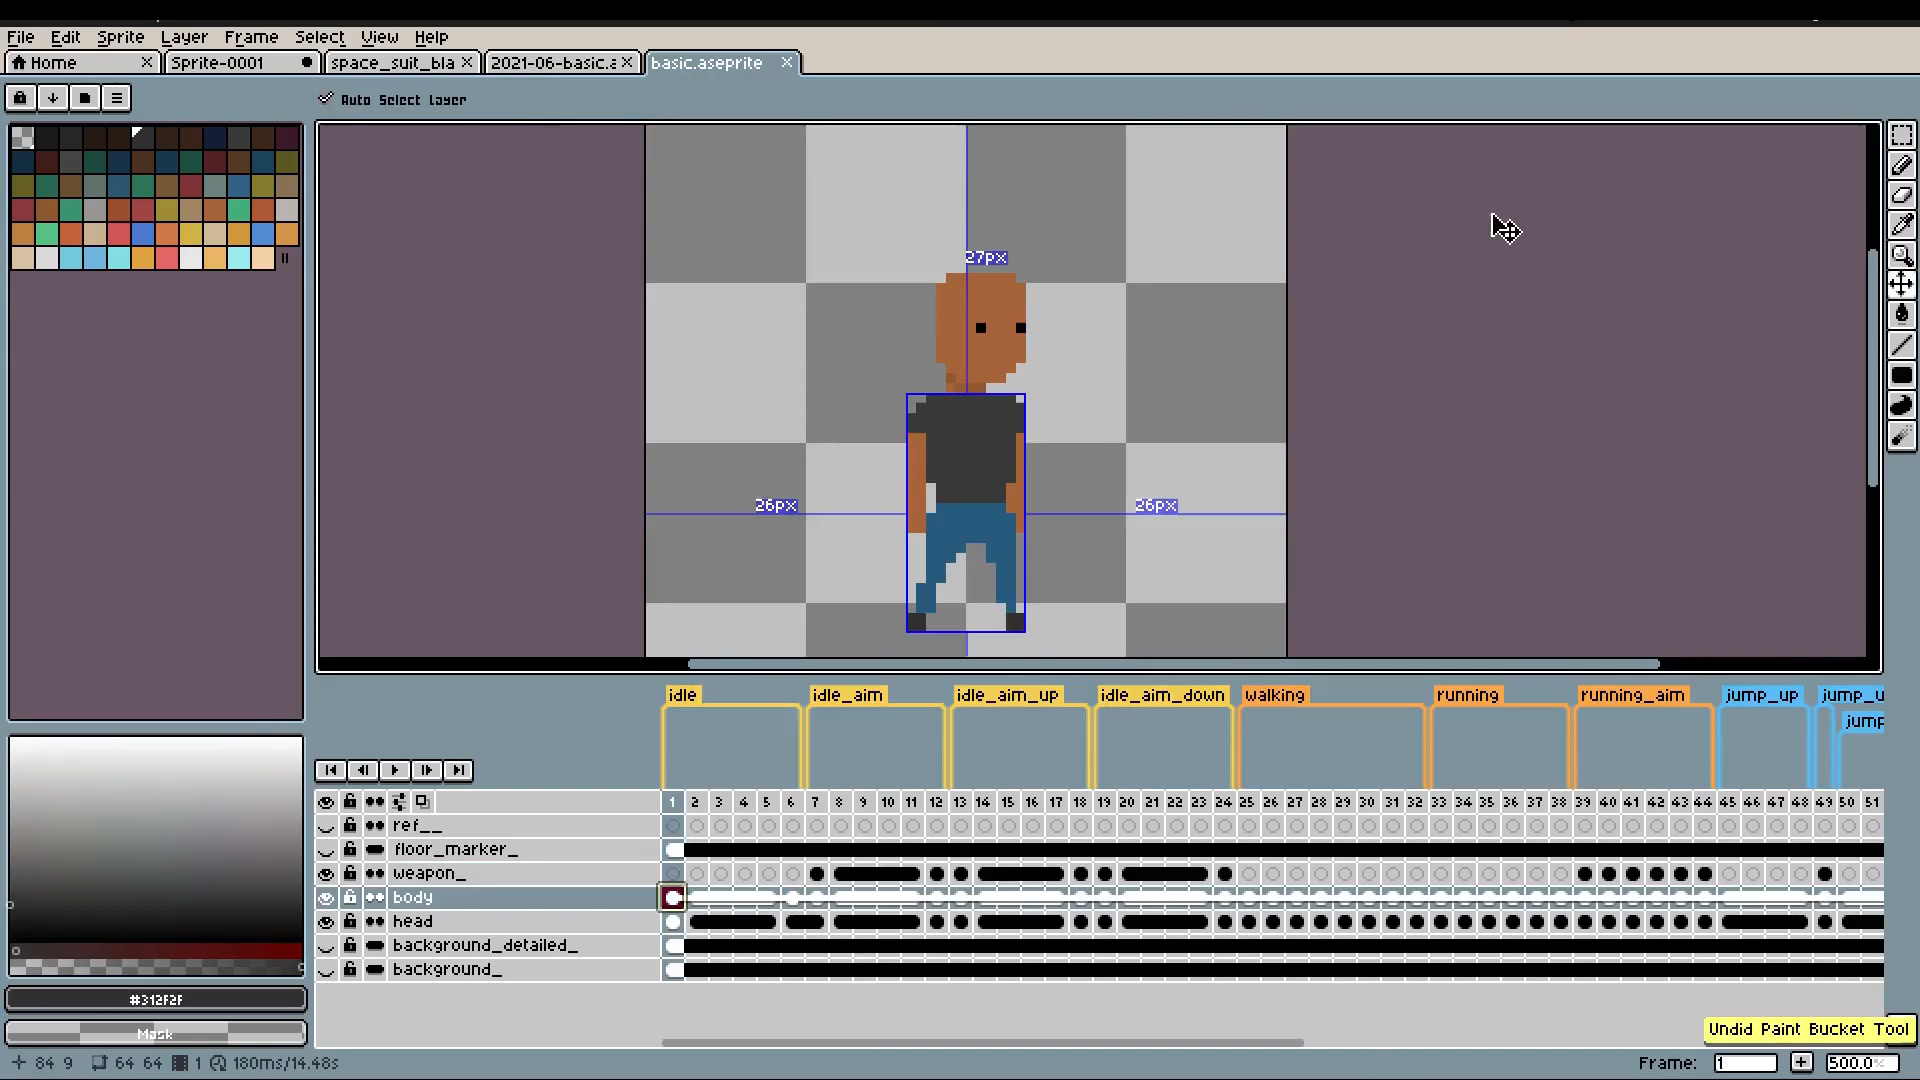 File Edit Sprite Layer Frame Select View Help
Home Sprite-0001 space_suit_bla 2021-06-basic.a basic.aseprite
Auto Select Layer
27px
26px 26px
idle idle_aim idle_aim_up idle_aim_down walking running running_aim jump_up jump_u
jump
1 2 3 4 5 6 7 8 9 10 11 12 13 14 15 16 17 18 19 20 21 22 23 24 25 26 27 28 29 30 31 32 33 34 35 36 37 38 39 40 41 42 43 44 45 46 47 48 49 50 51
ref__
floor_marker_
weapon_
body
head
background_detailed_
background_
#312F2F
Mask
Undid Paint Bucket Tool
84 9 64 64 1 180ms/14.48s Frame: 1 + 500.0